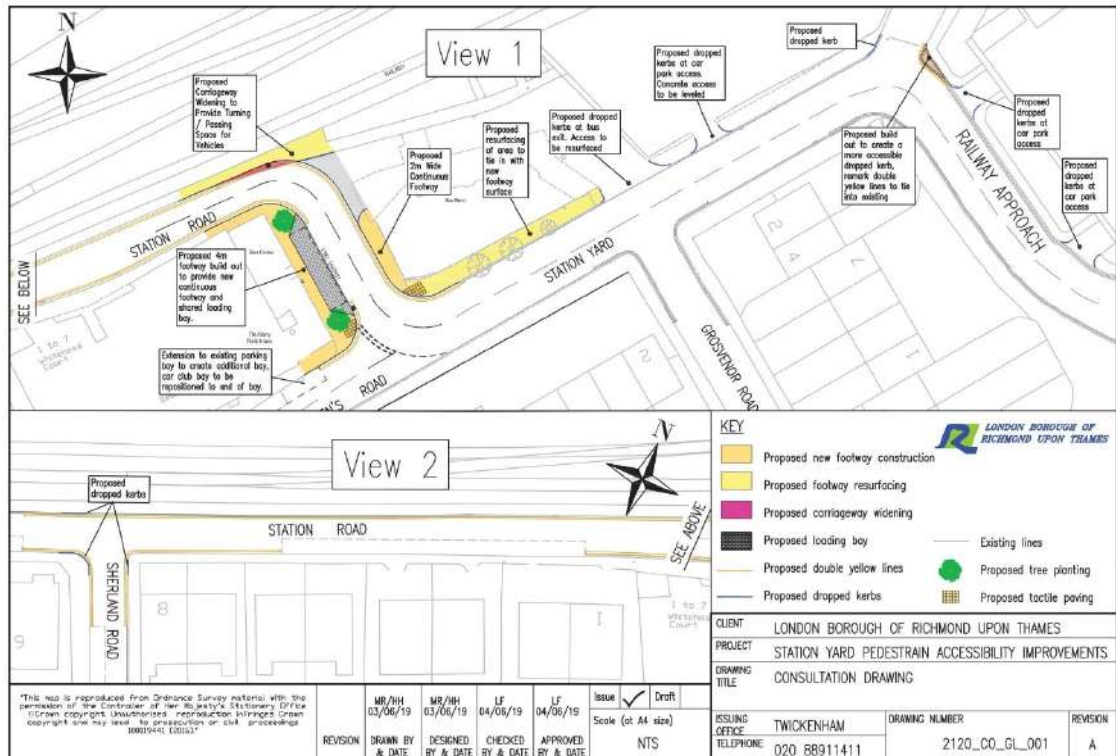 N
View 1
Proposed
Carriageway
Widening to
Provide Turning
/ Passing
Space for
Vehicles
Proposed
2m Wide
Continuous
Footway
Proposed
resurfacing
of area to
tie in with
new
footway
surface
Proposed dropped
kerbs at bus
exit. Access to
be resurfaced
Proposed dropped
kerbs at car
park access.
Concrete access
to be leveled
Proposed
dropped kerb
Proposed build
out to create a
more accessible
dropped kerb,
remark double
yellow lines to tie
into existing
Proposed
dropped
kerbs at
car park
access
Proposed
dropped
kerbs at car
park access
RAILWAY APPROACH
STATION ROAD
SEE BELOW
Proposed 4m
footway build out
to provide new
continuous
footway and
shared loading
bay.
STATION YARD
GROSVENOR ROAD
1 to 7
Whitehead
Court
Extension to existing parking
bay to create additional bay,
car club bay to be
repositioned to end of bay.
EN'S ROAD
2
2
4
7
1
View 2
N
Proposed
dropped kerbs
STATION ROAD
SEE ABOVE
SHERLAND ROAD
9
8
1
1 to 7
Court
KEY
LONDON BOROUGH OF
RICHMOND UPON THAMES
Proposed new footway construction
Proposed footway resurfacing
Proposed carriageway widening
Proposed loading bay
Existing lines
Proposed double yellow lines
Proposed tree planting
Proposed dropped kerbs
Proposed tactile paving
CLIENT LONDON BOROUGH OF RICHMOND UPON THAMES
PROJECT STATION YARD PEDESTRAIN ACCESSIBILITY IMPROVEMENTS
DRAWING TITLE CONSULTATION DRAWING
ISSUING OFFICE TWICKENHAM
TELEPHONE 020 88911411
DRAWING NUMBER
2120_CO_GL_001
REVISION
A
"This map is reproduced from Ordnance Survey material with the
permission of the Controller of Her Majesty's Stationery Office
©Crown copyright. Unauthorised reproduction infringes Crown
copyright and may lead to prosecution or civil proceedings
REVISION
MR/HH
03/06/19
DRAWN BY
& DATE
MR/HH
03/06/19
DESIGNED
BY & DATE
LF
04/06/19
CHECKED
BY & DATE
LF
04/06/19
APPROVED
BY & DATE
Issue ✓ Draft
Scale (at A4 size)
NTS